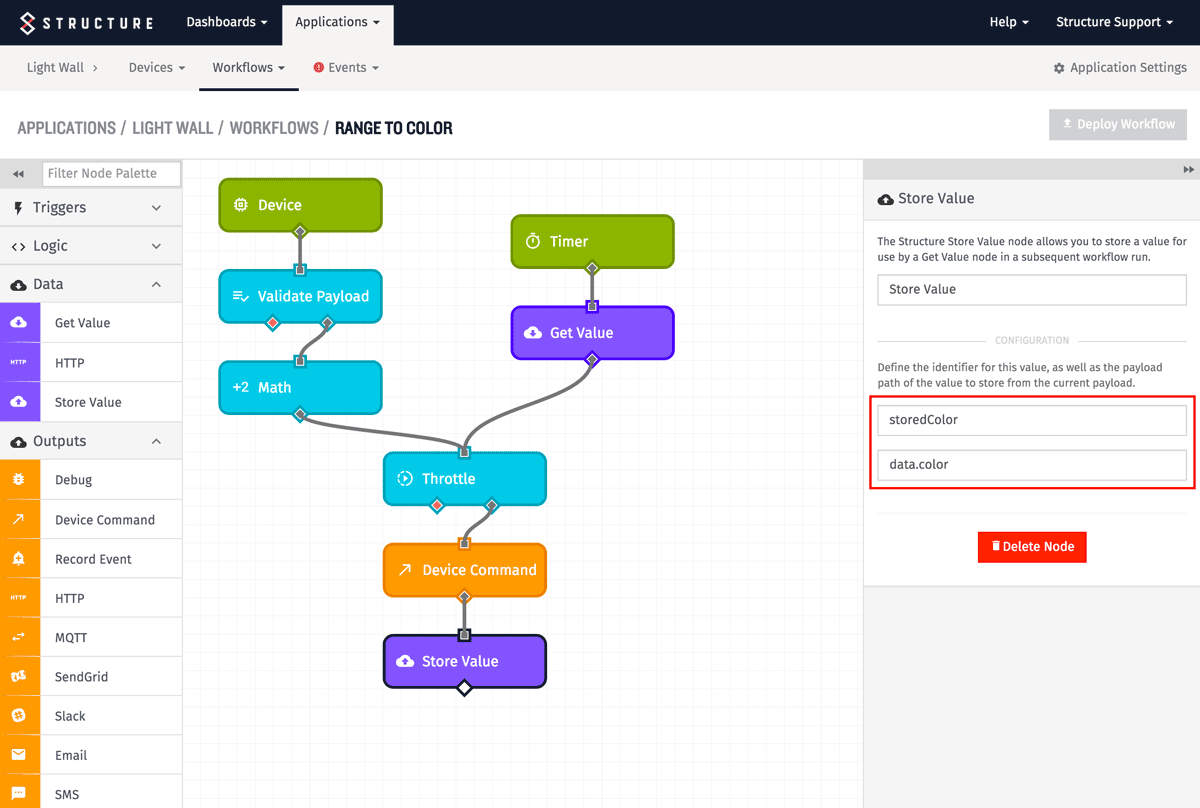 STRUCTURE
Dashboards
Applications
Help
Structure Support
Light Wall
Devices
Workflows
Events
Application Settings
APPLICATIONS / LIGHT WALL / WORKFLOWS / RANGE TO COLOR
Deploy Workflow
Filter Node Palette
Triggers
Logic
Data
Get Value
HTTP
HTTP
Store Value
Outputs
Debug
Device Command
Record Event
HTTP
HTTP
MQTT
SendGrid
Slack
Email
SMS
Device
Timer
Validate Payload
Get Value
+2 Math
Throttle
Device Command
Store Value
Store Value
The Structure Store Value node allows you to store a value for
use by a Get Value node in a subsequent workflow run.
Store Value
CONFIGURATION
Define the identifier for this value, as well as the payload
path of the value to store from the current payload.
storedColor
data.color
Delete Node